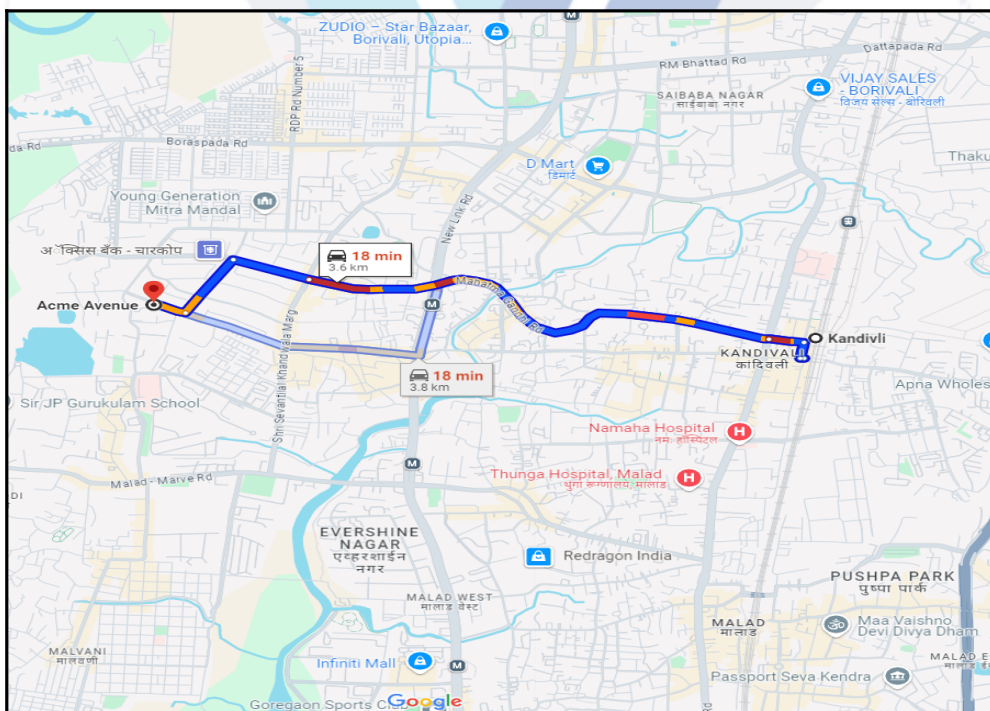 ZUDIO – Star Bazaar,
Borivali, Utopia...
M
Dattapada Rd
RM Bhattad Rd
VIJAY SALES
- BORIVALI
विजय सेल्स - बोरिवली
SAIBABA NAGAR
साईबाबा नगर
RDP Rd Number 5
da Rd
Boraspada Rd
D Mart
डिमार्ट
Thaku
Young Generation
Mitra Mandal
New Link Rd
अ‍ॅक्सिस बँक - चारकोप
18 min
3.6 km
Acme Avenue
Mahatma Gandhi Rd
M
Kandivli
KANDIVALI
कांदिवली
Shri Sevantilal Khandwala Marg
18 min
3.8 km
Apna Wholes
Sir JP Gurukulam School
Namaha Hospital
नमः हॉस्पिटल
H
M
Malad - Marve Rd
Thunga Hospital, Malad
थुंगा रूग्णालय, मालाड
H
DI
EVERSHINE
NAGAR
एव्हरशाईन
नगर
Redragon India
PUSHPA PARK
पुष्पा पार्क
MALAD WEST
मालाड वेस्ट
MALAD
मालाड
Maa Vaishno
Devi Divya Dham
MALVANI
मालवणी
Infiniti Mall
M
MALAD E
Passport Seva Kendra
Goregaon Sports Club
Google
Rd